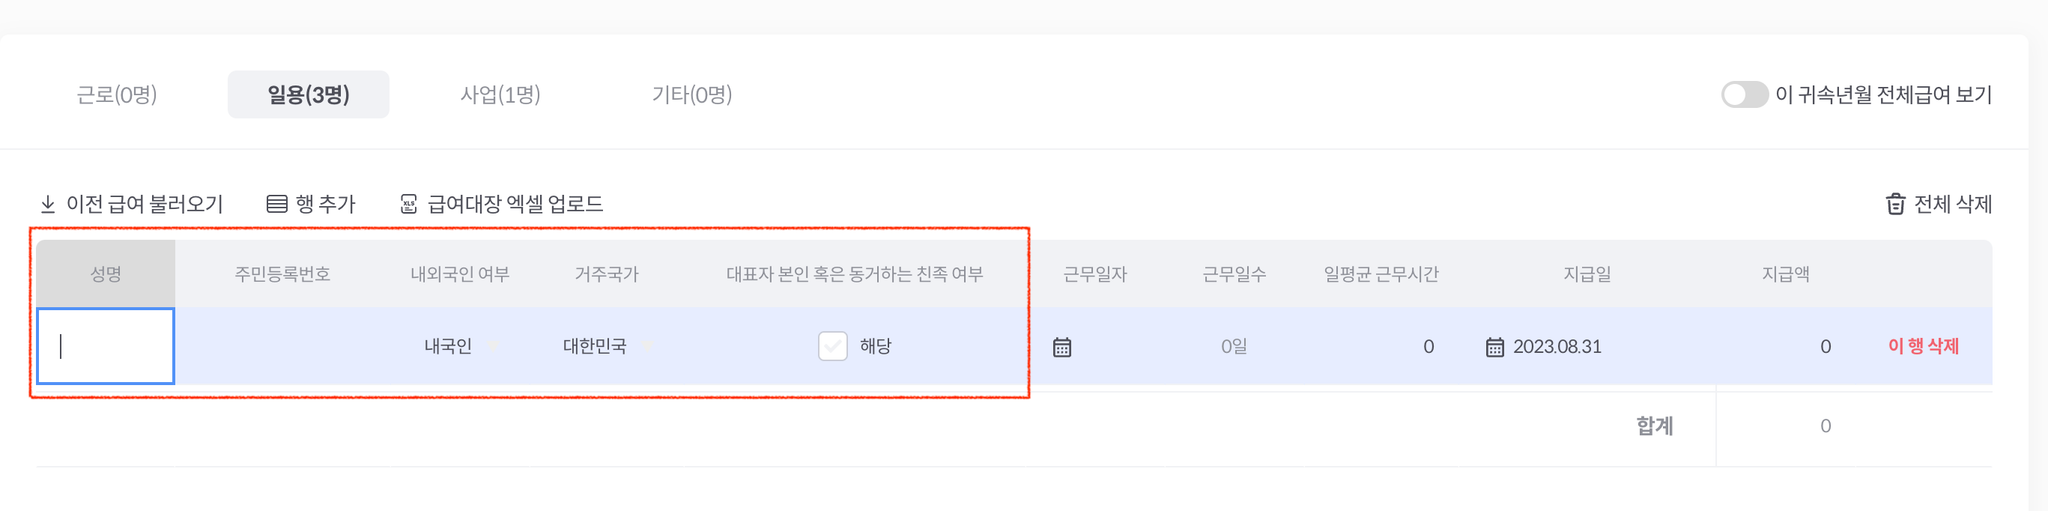 근로(0명) 일용(3명) 사업(1명) 기타(0명) 이 귀속년월 전체급여 보기
이전 급여 불러오기 행 추가 XLS 급여대장 엑셀 업로드 전체 삭제
성명 주민등록번호 내외국인 여부 거주국가 대표자 본인 혹은 동거하는 친족 여부 근무일자 근무일수 일평균 근무시간 지급일 지급액
내국인 대한민국 해당 0일 0 2023.08.31 0 이 행 삭제
합계 0